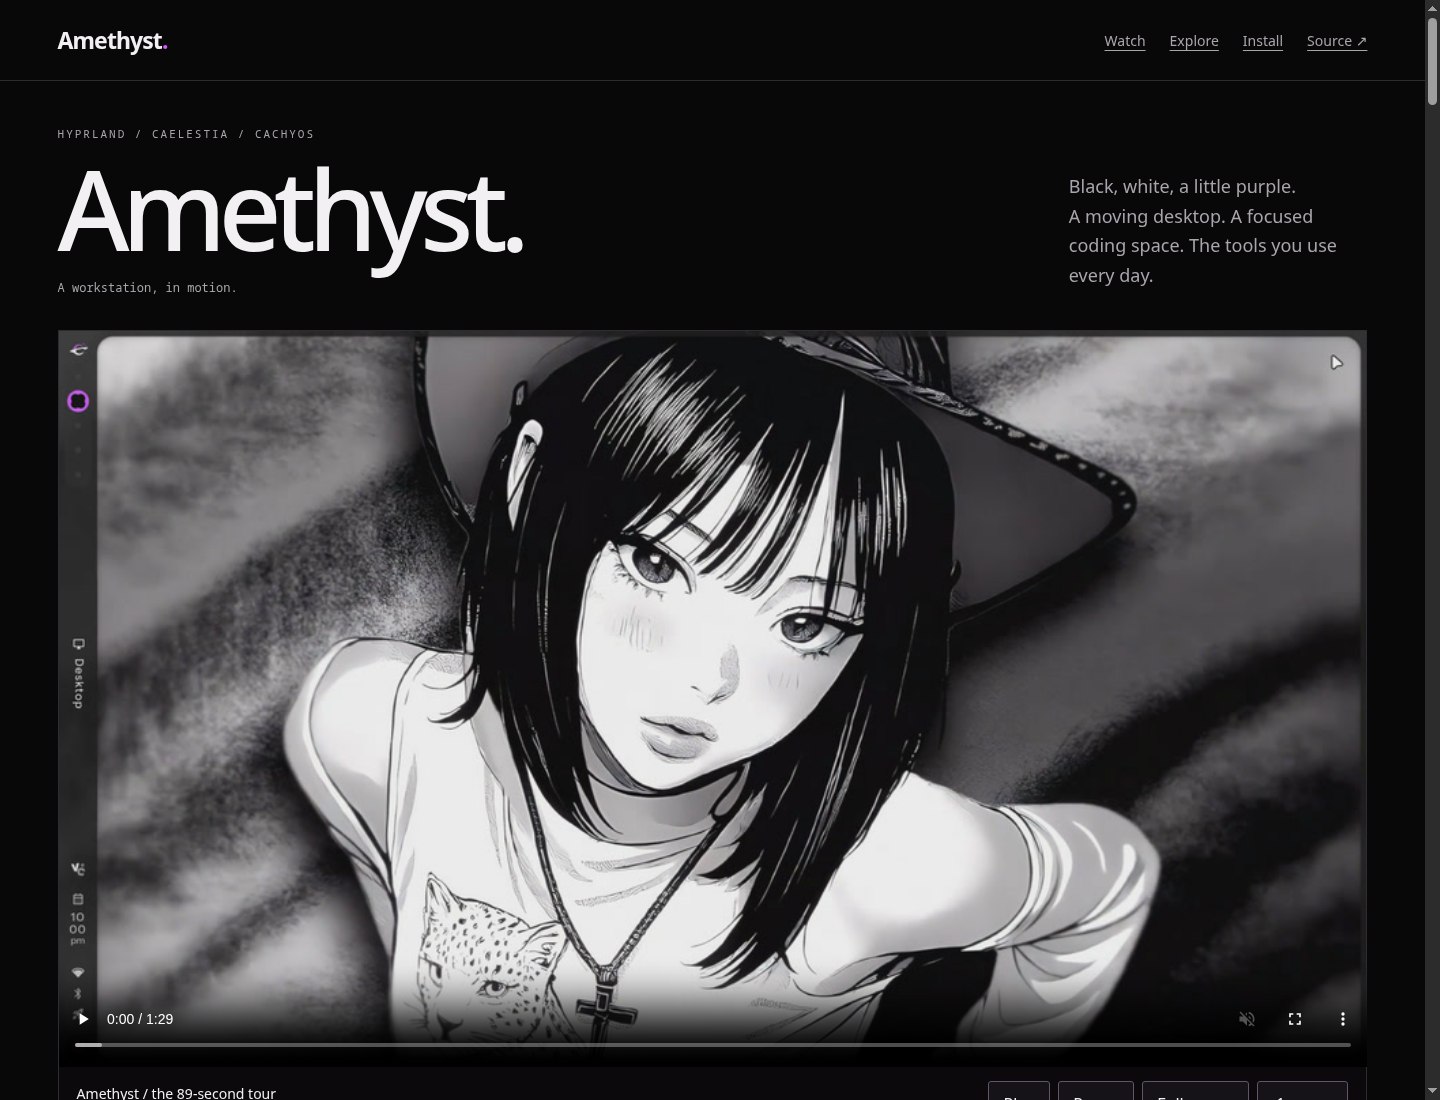 Amethyst.
Watch Explore Install Source ↗
HYPRLAND / CAELESTIA / CACHYOS
Amethyst.
A workstation, in motion.
Black, white, a little purple.
A moving desktop. A focused
coding space. The tools you use
every day.
Desktop
10
00
pm
0:00 / 1:29
Amethyst / the 89-second tour